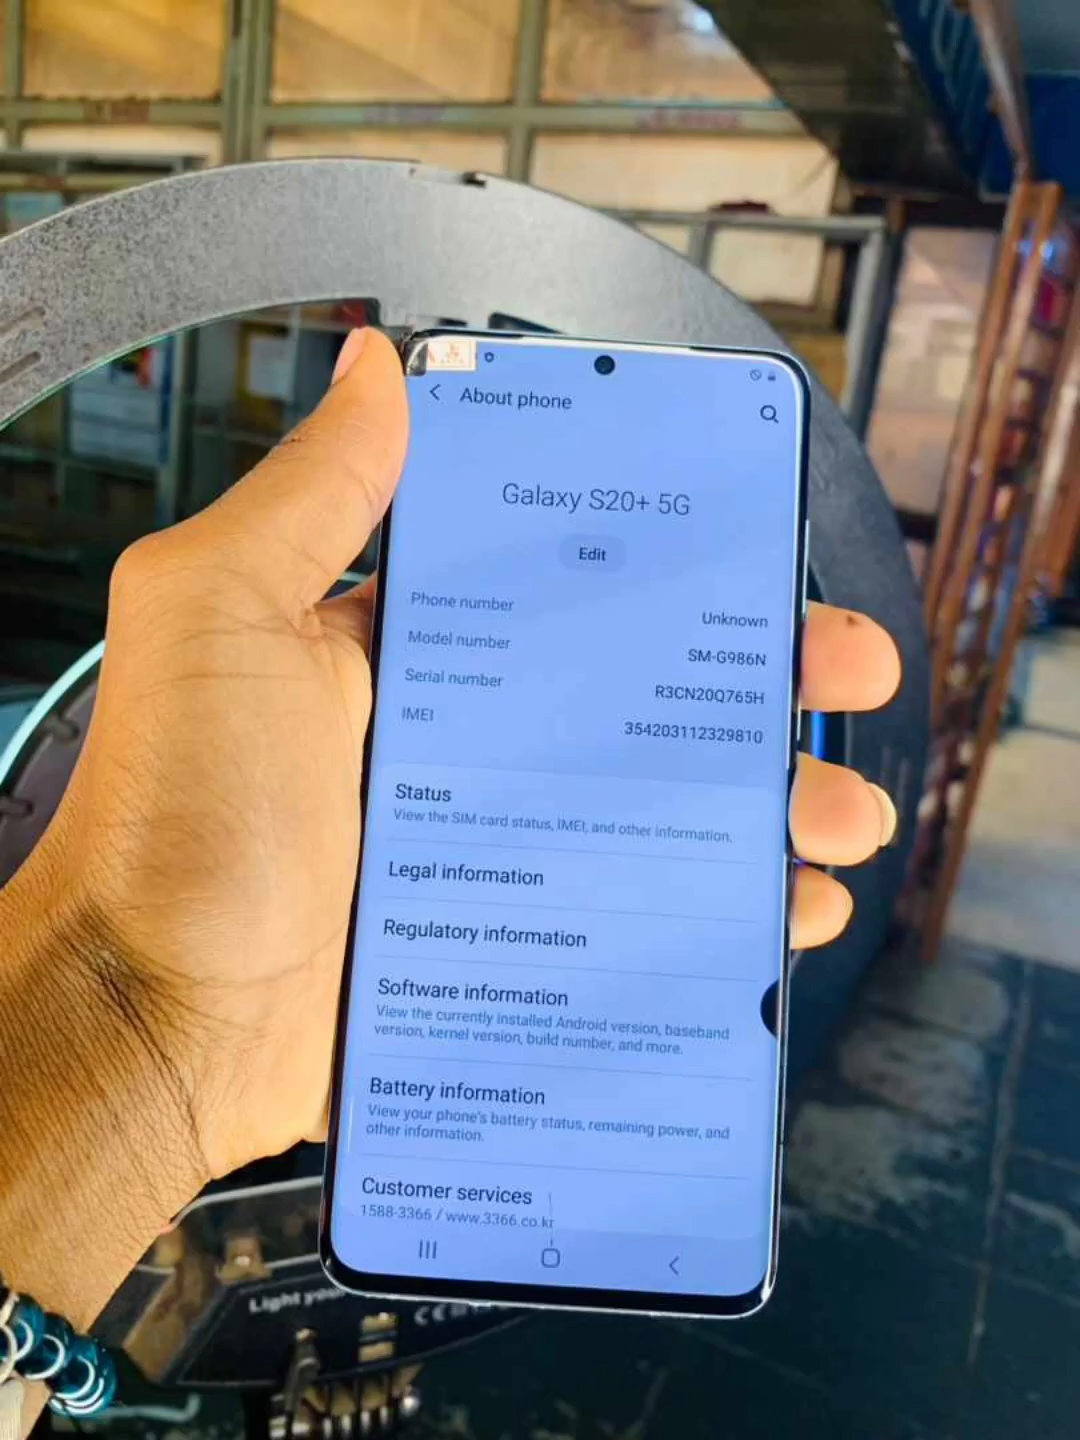 About phone
Galaxy S20+ 5G
Edit
Phone number Unknown
Model number SM-G986N
Serial number R3CN20Q765H
IMEI 354203112329810
Status
View the SIM card status, IMEI, and other information.
Legal information
Regulatory information
Software information
View the currently installed Android version, baseband
version, kernel version, build number, and more.
Battery information
View your phone's battery status, remaining power, and
other information.
Customer services
1588-3366 / www.3366.co.kr
Light your